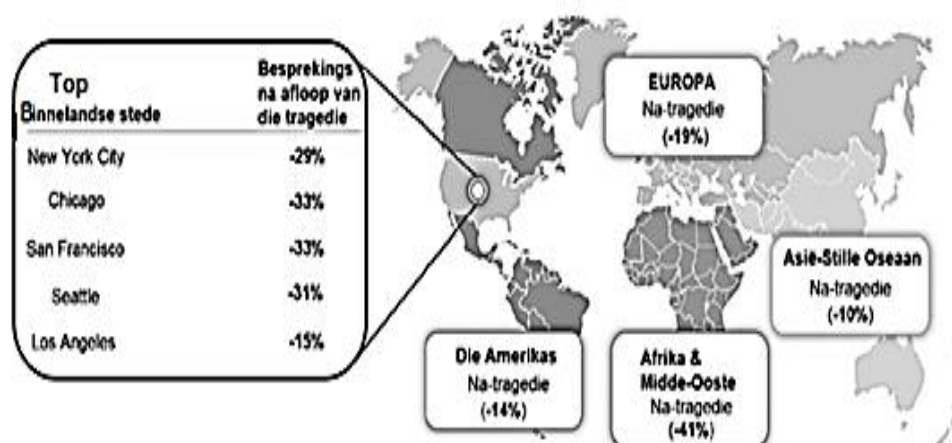 Top
Binnelandse stede
Besprekings
na afloop van
die tragedie
New York City
-29%
Chicago
-33%
San Francisco
-33%
Seattle
-31%
Los Angeles
-15%
EUROPA
Na-tragedie
(-19%)
Asië-Stille Oseaan
Na-tragedie
(-10%)
Die Amerikas
Na-tragedie
(-14%)
Afrika &
Midde-Ooste
Na-tragedie
(-41%)